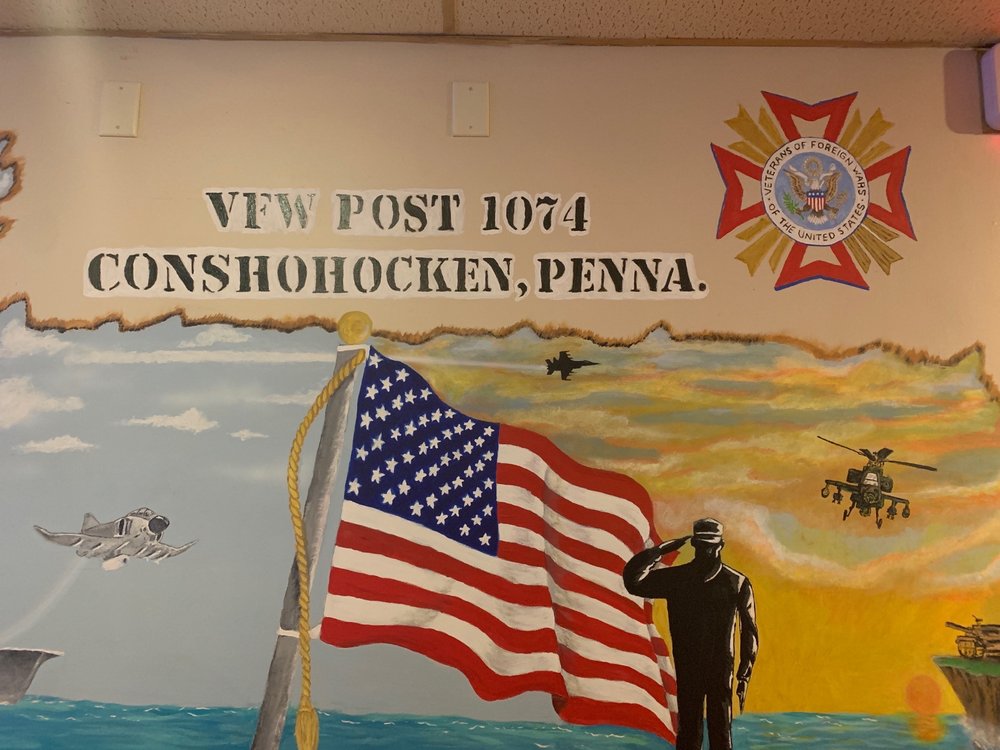 VFW POST 1074
CONSHOHOCKEN, PENNA.
VETERANS OF FOREIGN WARS
OF THE UNITED STATES